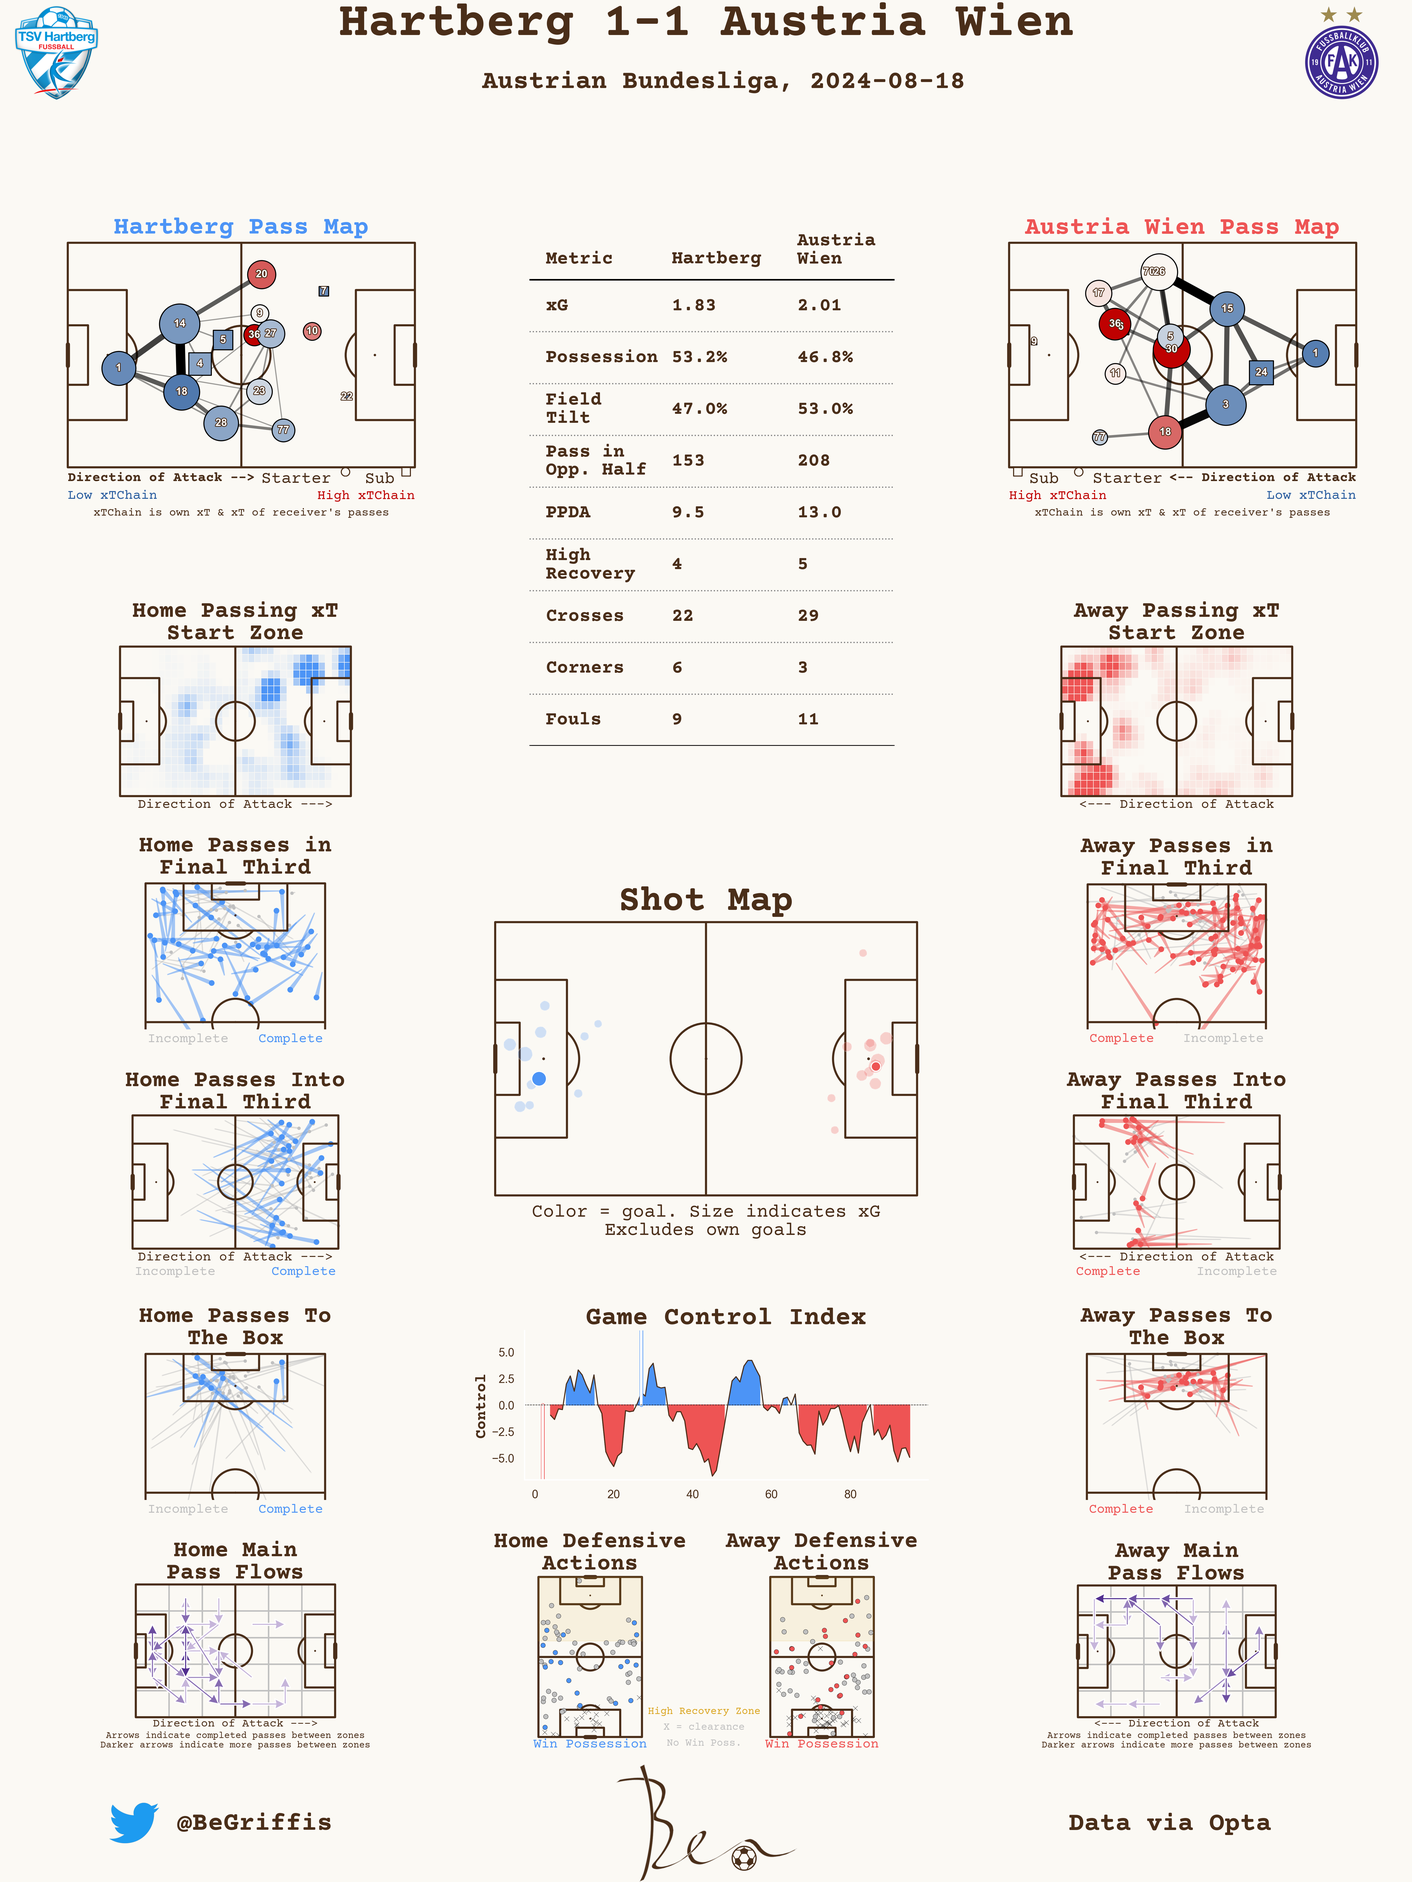 Hartberg 1-1 Austria Wien
Austrian Bundesliga, 2024-08-18
TSV Hartberg
FUSSBALL
FUSSBALLKLUB
19 FAK 11
AUSTRIA WIEN
Hartberg Pass Map
20
7
9
14
36
27
10
5
4
1
18
23
22
28
77
Direction of Attack --> Starter Sub
Low xTChain High xTChain
xTChain is own xT & xT of receiver's passes
Metric Hartberg Austria Wien
xG 1.83 2.01
Possession 53.2% 46.8%
Field Tilt 47.0% 53.0%
Pass in Opp. Half 153 208
PPDA 9.5 13.0
High Recovery 4 5
Crosses 22 29
Corners 6 3
Fouls 9 11
Austria Wien Pass Map
26
17
15
36
5
30
9
1
11
24
3
18
77
Sub Starter <-- Direction of Attack
High xTChain Low xTChain
xTChain is own xT & xT of receiver's passes
Home Passing xT
Start Zone
Direction of Attack --->
Away Passing xT
Start Zone
<--- Direction of Attack
Home Passes in
Final Third
Incomplete Complete
Away Passes in
Final Third
Complete Incomplete
Shot Map
Color = goal. Size indicates xG
Excludes own goals
Home Passes Into
Final Third
Direction of Attack --->
Incomplete Complete
Away Passes Into
Final Third
<--- Direction of Attack
Complete Incomplete
Home Passes To
The Box
Incomplete Complete
Game Control Index
Control
5.0
2.5
0.0
−2.5
−5.0
0 20 40 60 80
Away Passes To
The Box
Complete Incomplete
Home Main
Pass Flows
Direction of Attack --->
Arrows indicate completed passes between zones
Darker arrows indicate more passes between zones
Home Defensive
Actions
Win Possession
High Recovery Zone
X = clearance
No Win Poss.
Away Defensive
Actions
Win Possession
Away Main
Pass Flows
<--- Direction of Attack
Arrows indicate completed passes between zones
Darker arrows indicate more passes between zones
@BeGriffis
Ben
Data via Opta